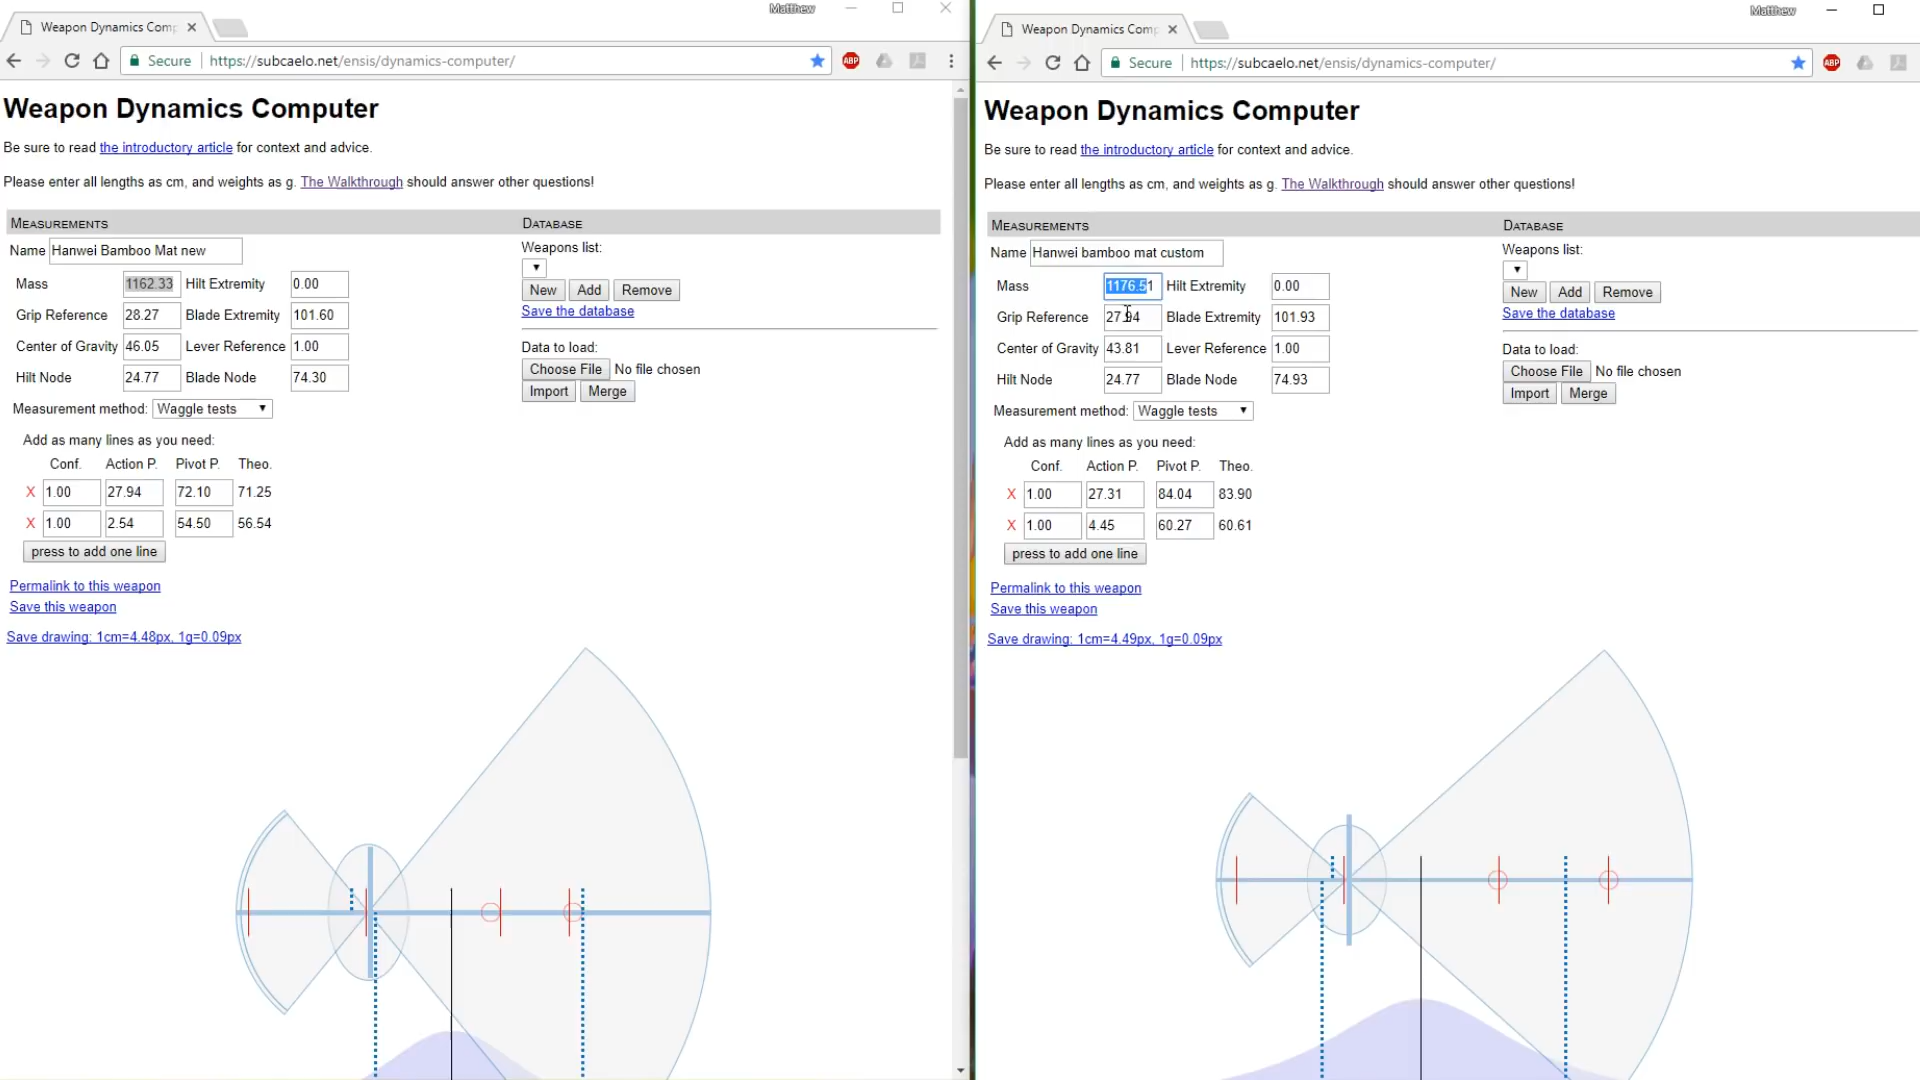 Matthew
Weapon Dynamics Comp
Secure https://subcaelo.net/ensis/dynamics-computer/
ABP
Weapon Dynamics Computer
Be sure to read the introductory article for context and advice.
Please enter all lengths as cm, and weights as g. The Walkthrough should answer other questions!
MEASUREMENTS
Name Hanwei Bamboo Mat new
Mass 1162.33 Hilt Extremity 0.00
Grip Reference 28.27 Blade Extremity 101.60
Center of Gravity 46.05 Lever Reference 1.00
Hilt Node 24.77 Blade Node 74.30
Measurement method: Waggle tests
Add as many lines as you need:
Conf. Action P. Pivot P. Theo.
X 1.00 27.94 72.10 71.25
X 1.00 2.54 54.50 56.54
press to add one line
Permalink to this weapon
Save this weapon
Save drawing: 1cm=4.48px, 1g=0.09px
DATABASE
Weapons list:
New Add Remove
Save the database
Data to load:
Choose File No file chosen
Import Merge
Matthew
Weapon Dynamics Comp
Secure https://subcaelo.net/ensis/dynamics-computer/
ABP
Weapon Dynamics Computer
Be sure to read the introductory article for context and advice.
Please enter all lengths as cm, and weights as g. The Walkthrough should answer other questions!
MEASUREMENTS
Name Hanwei bamboo mat custom
Mass 1176.51 Hilt Extremity 0.00
Grip Reference 27.94 Blade Extremity 101.93
Center of Gravity 43.81 Lever Reference 1.00
Hilt Node 24.77 Blade Node 74.93
Measurement method: Waggle tests
Add as many lines as you need:
Conf. Action P. Pivot P. Theo.
X 1.00 27.31 84.04 83.90
X 1.00 4.45 60.27 60.61
press to add one line
Permalink to this weapon
Save this weapon
Save drawing: 1cm=4.49px, 1g=0.09px
DATABASE
Weapons list:
New Add Remove
Save the database
Data to load:
Choose File No file chosen
Import Merge